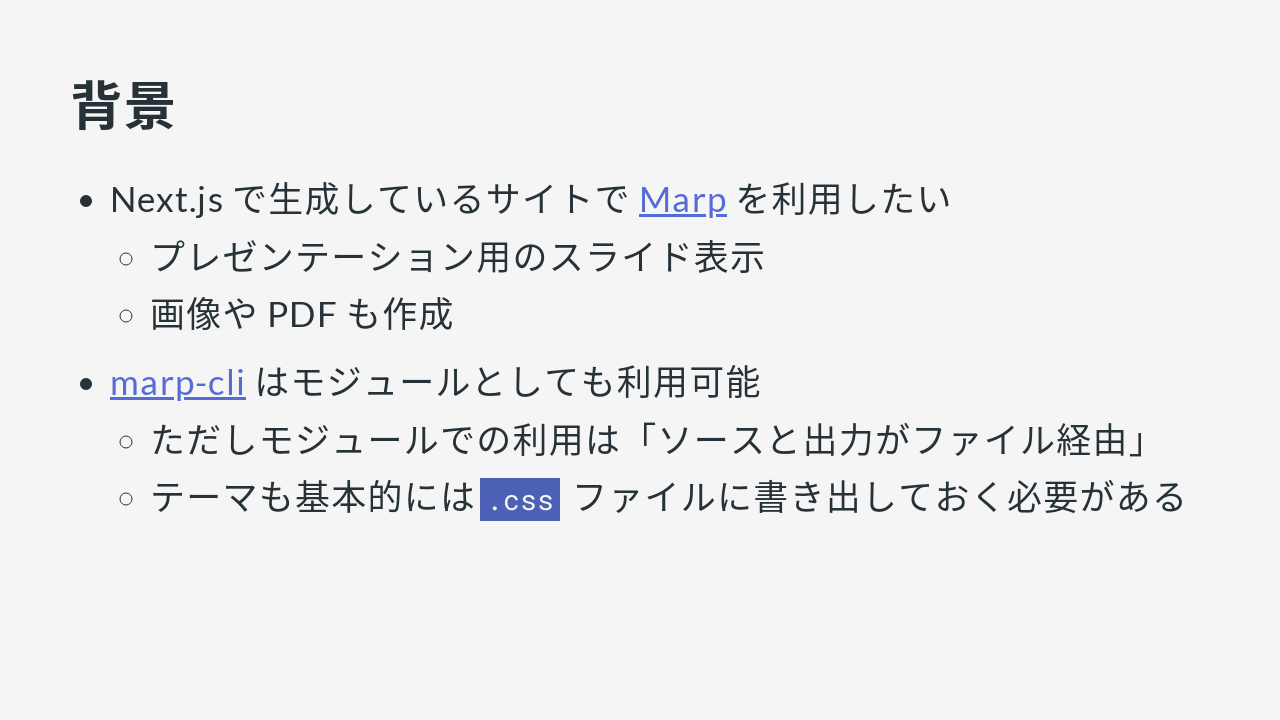 背景
Next.js で生成しているサイトで Marp を利用したい
プレゼンテーション用のスライド表示
画像や PDF も作成
marp-cli はモジュールとしても利用可能
ただしモジュールでの利用は「ソースと出力がファイル経由」
テーマも基本的には .css ファイルに書き出しておく必要がある